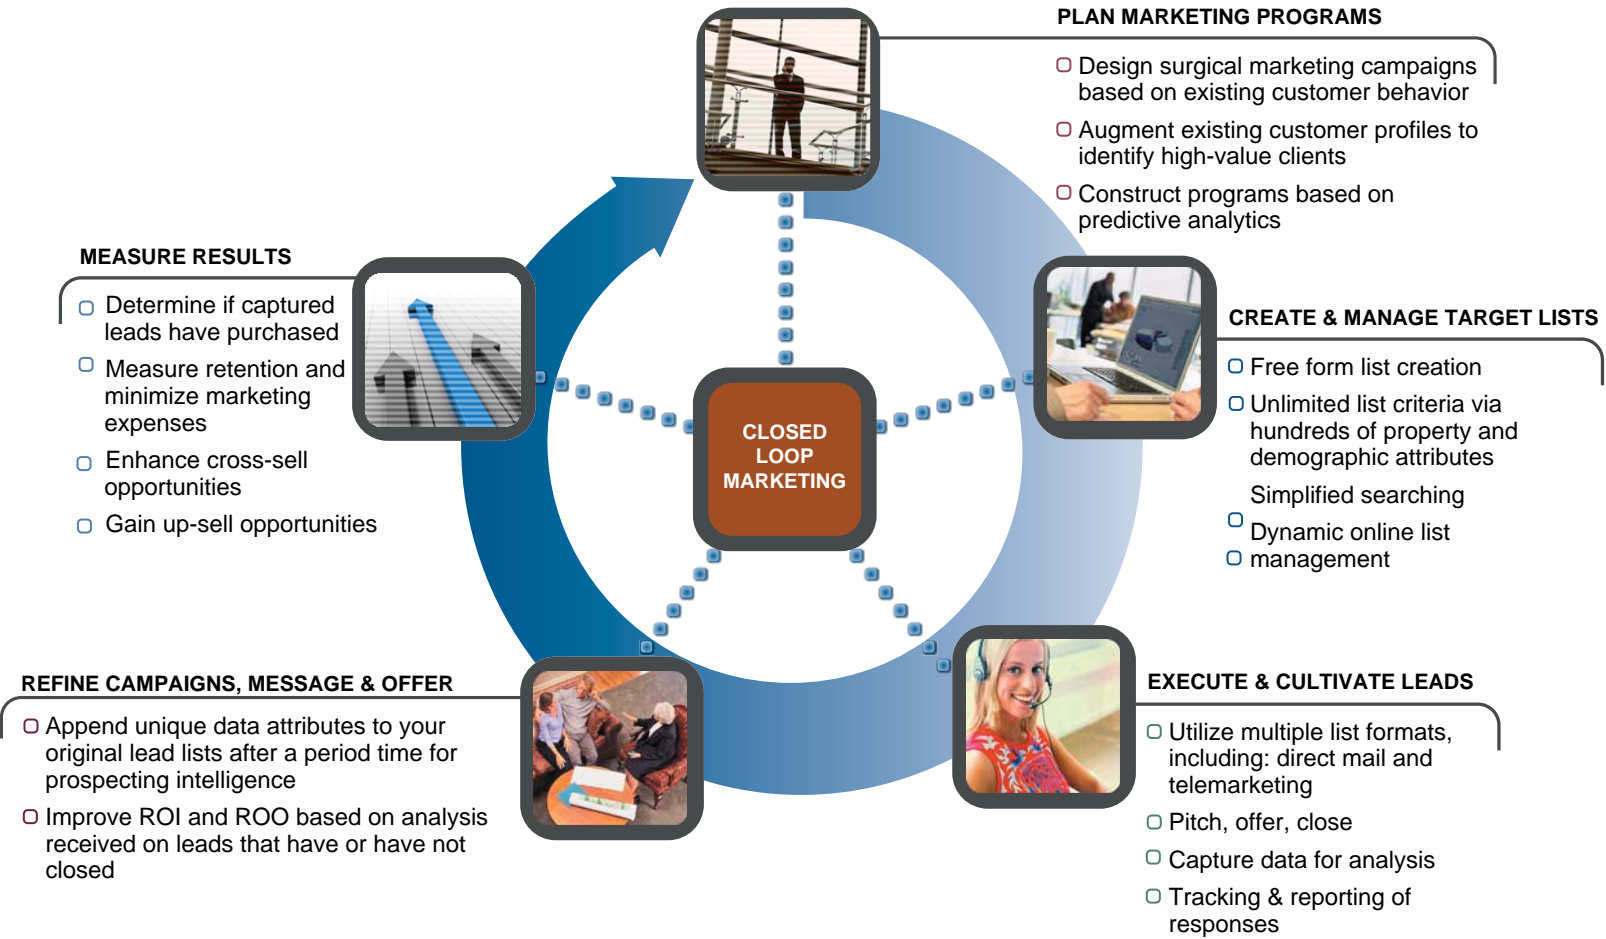 PLAN MARKETING PROGRAMS
Design surgical marketing campaigns
based on existing customer behavior
Augment existing customer profiles to
identify high-value clients
Construct programs based on
predictive analytics
CREATE & MANAGE TARGET LISTS
Free form list creation
Unlimited list criteria via
hundreds of property and
demographic attributes
Simplified searching
Dynamic online list
management
EXECUTE & CULTIVATE LEADS
Utilize multiple list formats,
including: direct mail and
telemarketing
Pitch, offer, close
Capture data for analysis
Tracking & reporting of
responses
REFINE CAMPAIGNS, MESSAGE & OFFER
Append unique data attributes to your
original lead lists after a period time for
prospecting intelligence
Improve ROI and ROO based on analysis
received on leads that have or have not
closed
MEASURE RESULTS
Determine if captured
leads have purchased
Measure retention and
minimize marketing
expenses
Enhance cross-sell
opportunities
Gain up-sell opportunities
CLOSED
LOOP
MARKETING